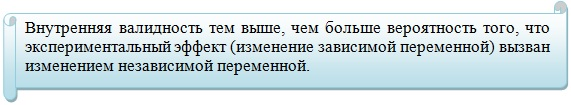 Внутренняя валидность тем выше, чем больше вероятность того, что
экспериментальный эффект (изменение зависимой переменной) вызван
изменением независимой переменной.